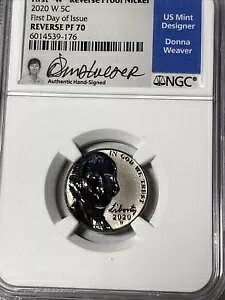 First "W" Reverse Proof Nickel
2020 W 5C
First Day of Issue
REVERSE PF 70
6014539-176
Authentic Hand-Signed
US Mint
Designer
Donna
Weaver
NGC
IN GOD WE TRUST
Liberty
2020
W